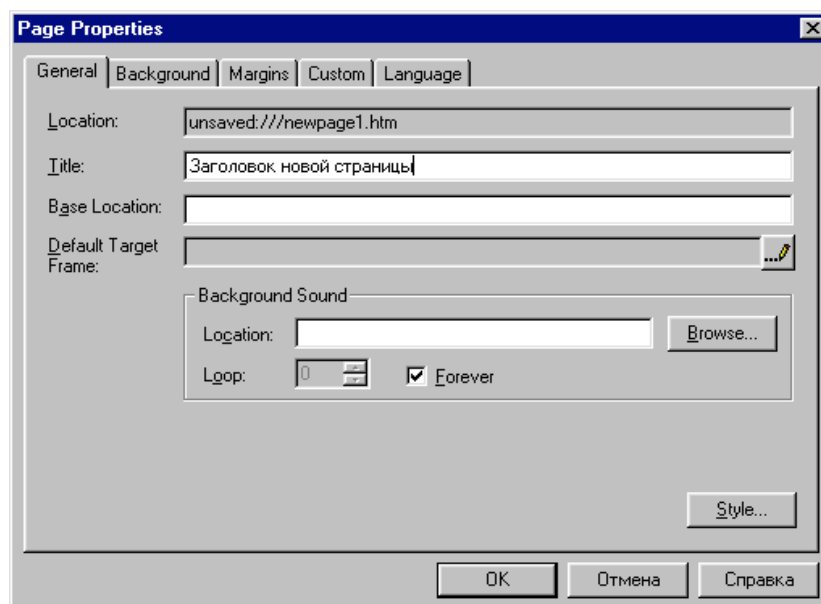 Page Properties
General Background Margins Custom Language
Location: unsaved:///newpage1.htm
Title: Заголовок новой страницы
Base Location:
Default Target
Frame:
...
Background Sound
Location: Browse...
Loop: 0 Forever
Style...
OK Отмена Справка